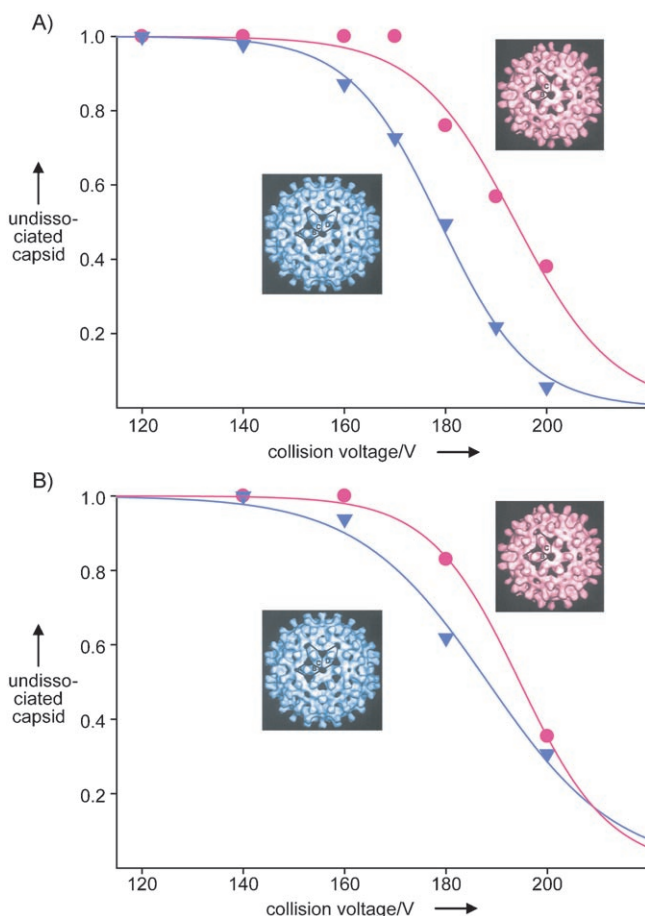 A)
1.0
0.8
0.6
undisso-
ciated
capsid
0.4
0.2
120 140 160 180 200
collision voltage/V
B)
1.0
0.8
0.6
undisso-
ciated
capsid
0.4
0.2
120 140 160 180 200
collision voltage/V